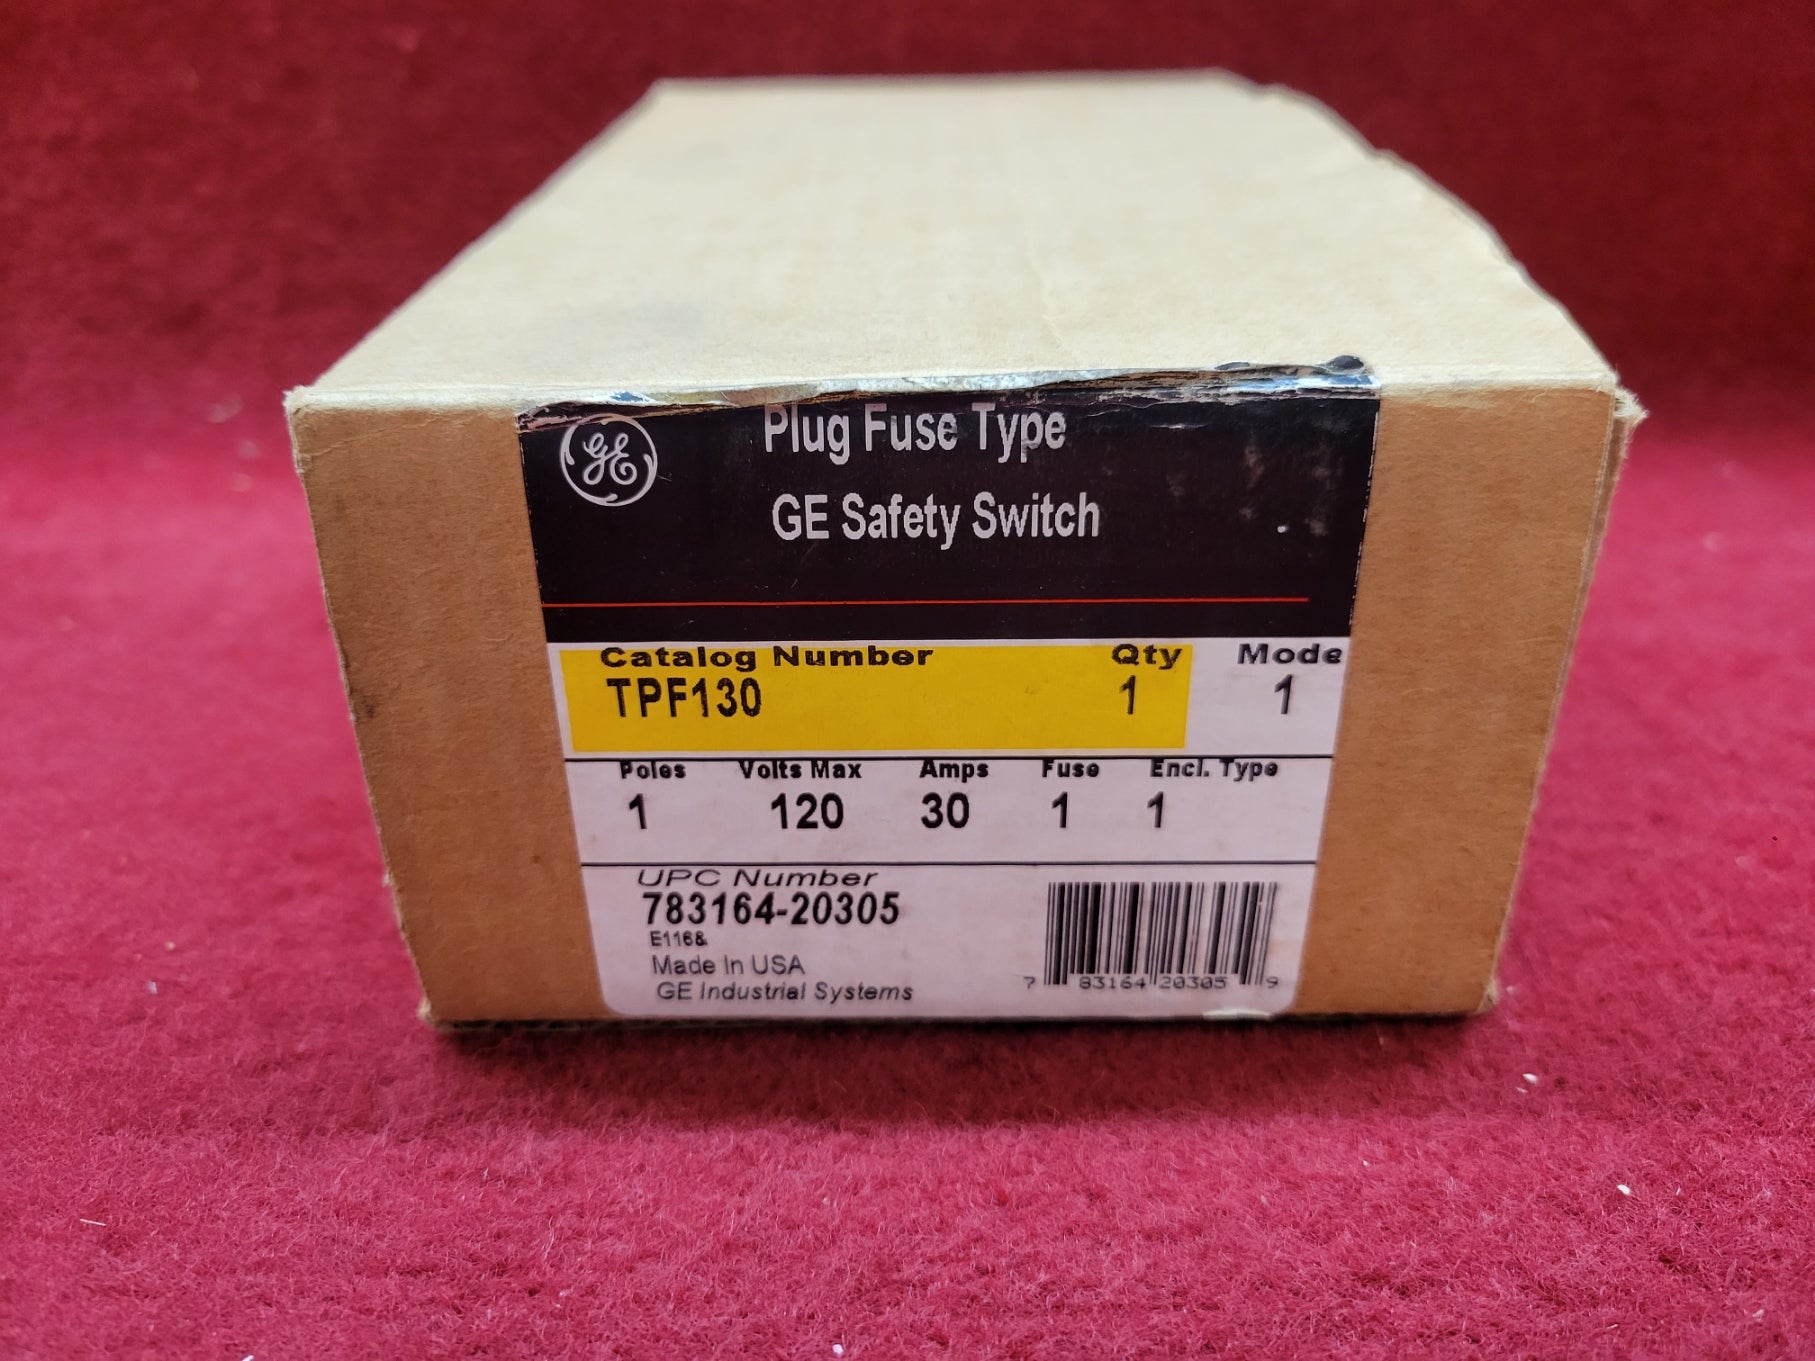 GE
Plug Fuse Type
GE Safety Switch
Catalog Number Qty Mode
TPF130 1 1
Poles Volts Max Amps Fuse Encl. Type
1 120 30 1 1
UPC Number
783164-20305
E116&
Made In USA
GE Industrial Systems
7 83164 20305 9